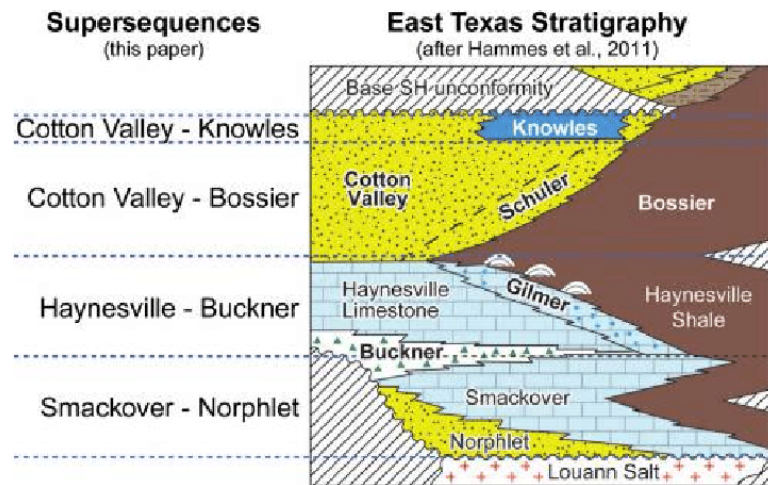 Supersequences
(this paper)
East Texas Stratigraphy
(after Hammes et al., 2011)
Base SH unconformity
Cotton Valley - Knowles
Knowles
Cotton Valley - Bossier
Cotton
Valley
Schuler
Bossier
Haynesville - Buckner
Haynesville
Limestone
Gilmer
Haynesville
Shale
Buckner
Smackover - Norphlet
Smackover
Norphlet
Louann Salt